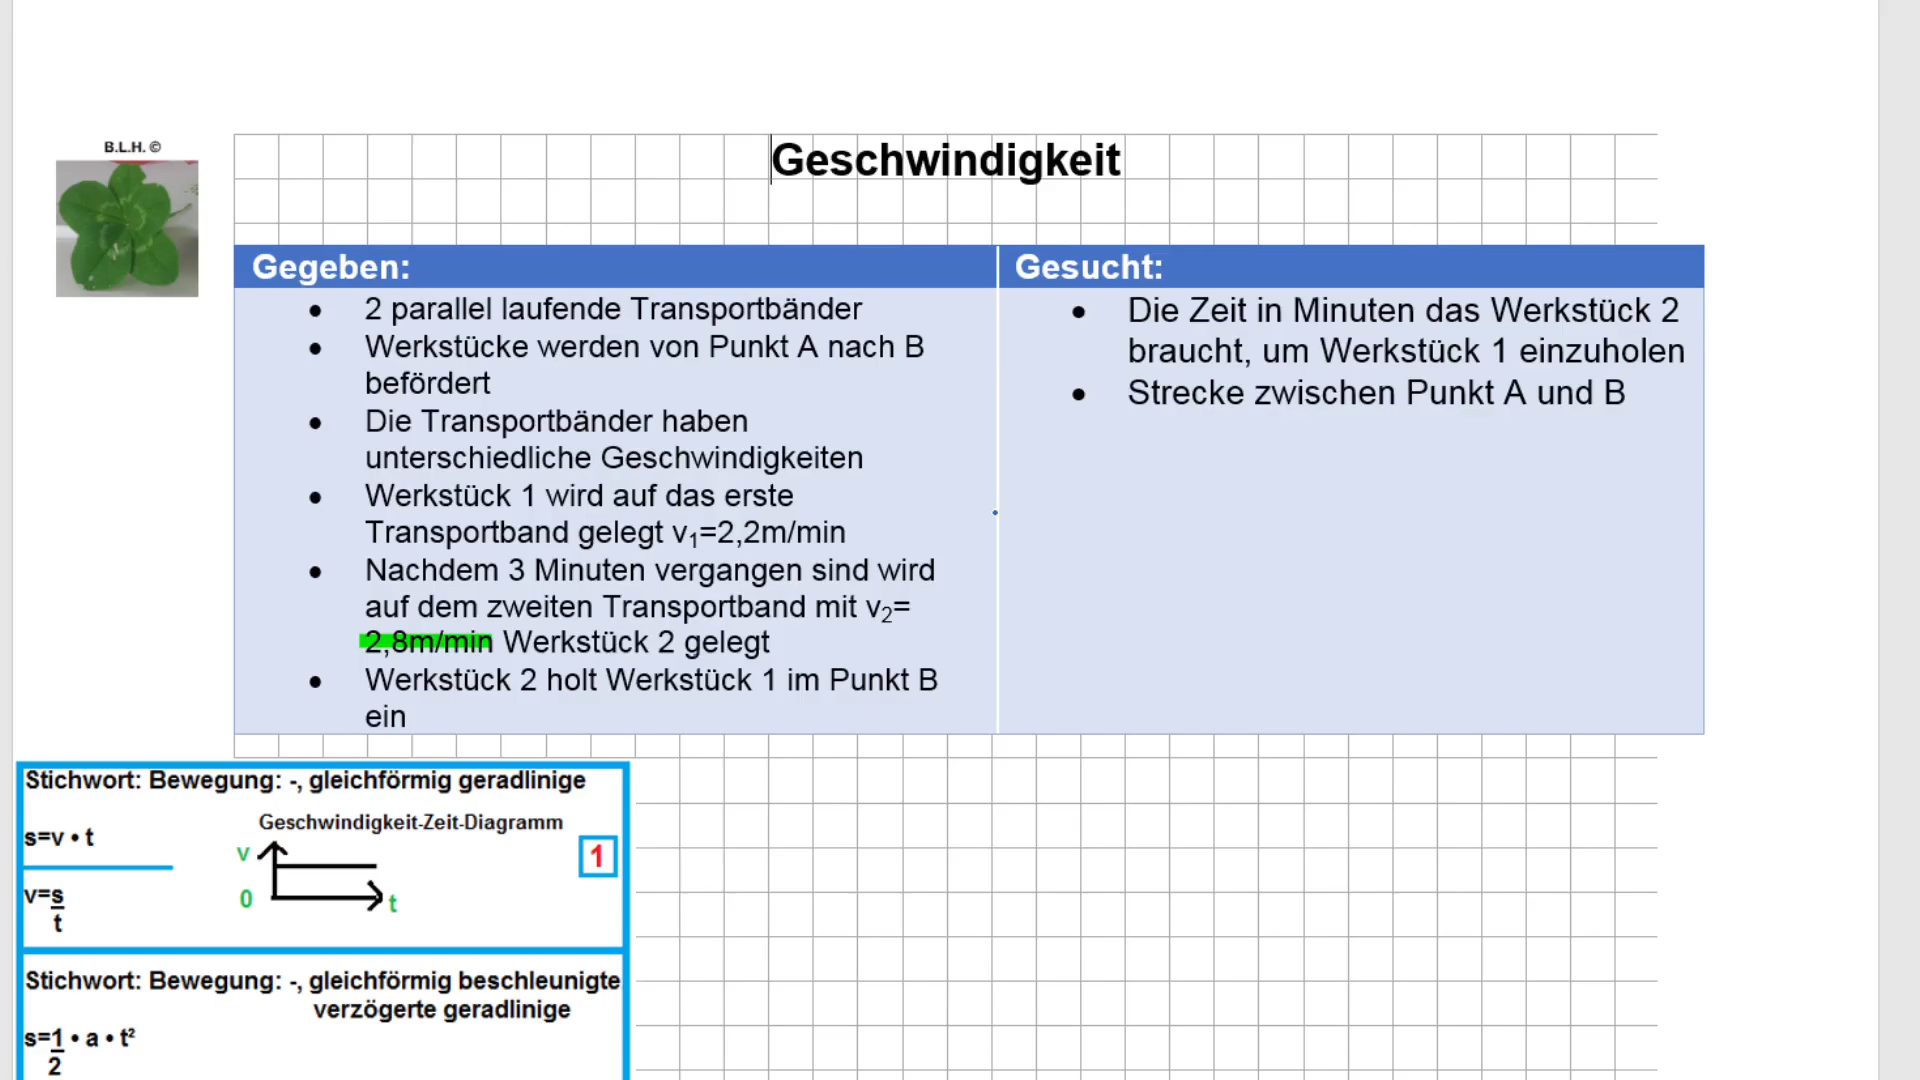 B.L.H. ©
Geschwindigkeit
Gegeben:
2 parallel laufende Transportbänder
Werkstücke werden von Punkt A nach B
befördert
Die Transportbänder haben
unterschiedliche Geschwindigkeiten
Werkstück 1 wird auf das erste
Transportband gelegt v₁=2,2m/min
Nachdem 3 Minuten vergangen sind wird
auf dem zweiten Transportband mit v₂=
2,8m/min Werkstück 2 gelegt
Werkstück 2 holt Werkstück 1 im Punkt B
ein
Gesucht:
Die Zeit in Minuten das Werkstück 2
braucht, um Werkstück 1 einzuholen
Strecke zwischen Punkt A und B
Stichwort: Bewegung: -, gleichförmig geradlinige
Geschwindigkeit-Zeit-Diagramm
s=v • t
v
1
v=s
t
0
t
Stichwort: Bewegung: -, gleichförmig beschleunigte
verzögerte geradlinige
s=1 • a • t²
2